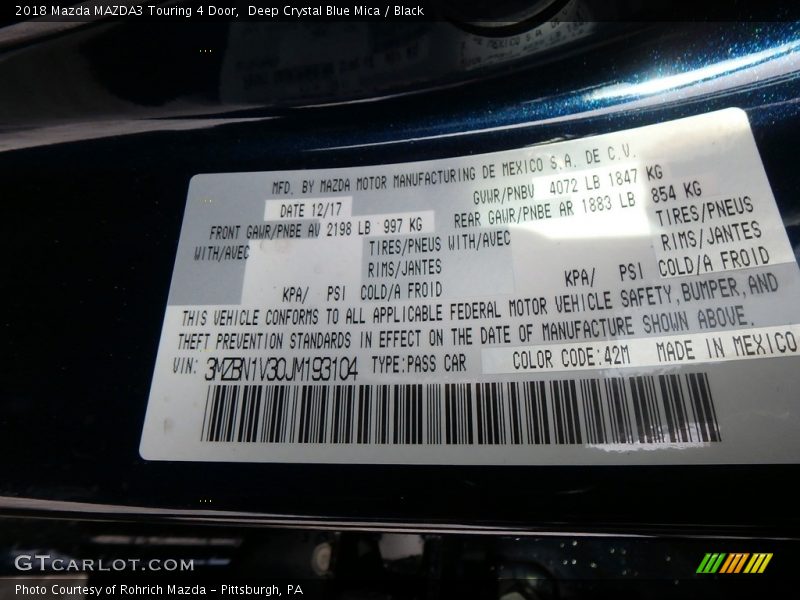 2018 Mazda MAZDA3 Touring 4 Door,  Deep Crystal Blue Mica / Black
MFD. BY MAZDA MOTOR MANUFACTURING DE MEXICO S.A. DE C.V.
DATE 12/17 GVWR/PNBV 4072 LB 1847 KG
FRONT GAWR/PNBE AV 2198 LB 997 KG REAR GAWR/PNBE AR 1883 LB 854 KG
WITH/AVEC TIRES/PNEUS WITH/AVEC TIRES/PNEUS
RIMS/JANTES RIMS/JANTES
KPA/ PSI COLD/A FROID KPA/ PSI COLD/A FROID
THIS VEHICLE CONFORMS TO ALL APPLICABLE FEDERAL MOTOR VEHICLE SAFETY, BUMPER, AND
THEFT PREVENTION STANDARDS IN EFFECT ON THE DATE OF MANUFACTURE SHOWN ABOVE.
VIN: 3MZBN1V30JM193104 TYPE:PASS CAR COLOR CODE:42M MADE IN MEXICO
GTCARLOT.COM
Photo Courtesy of Rohrich Mazda - Pittsburgh, PA